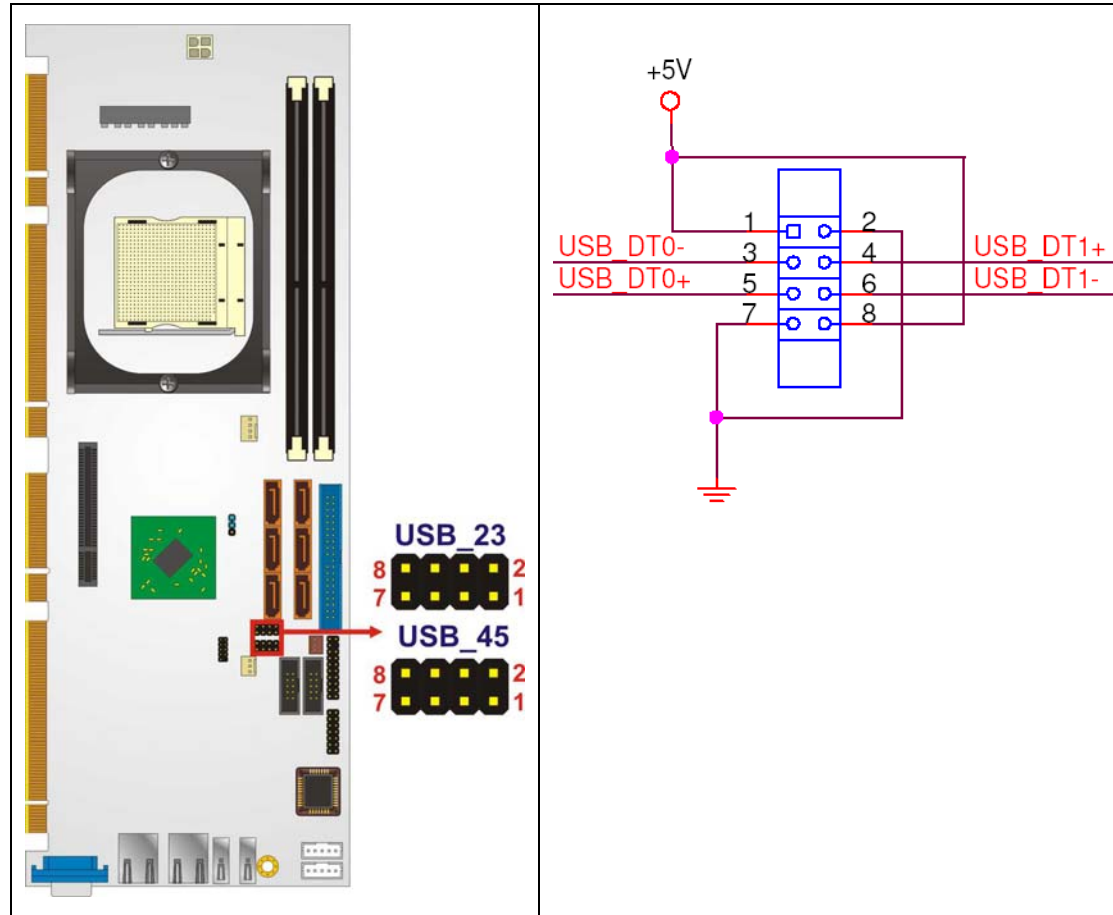 USB_23
8 2
7 1
USB_45
8 2
7 1
+5V
1 2
USB_DT0- 3 4 USB_DT1+
USB_DT0+ 5 6 USB_DT1-
7 8